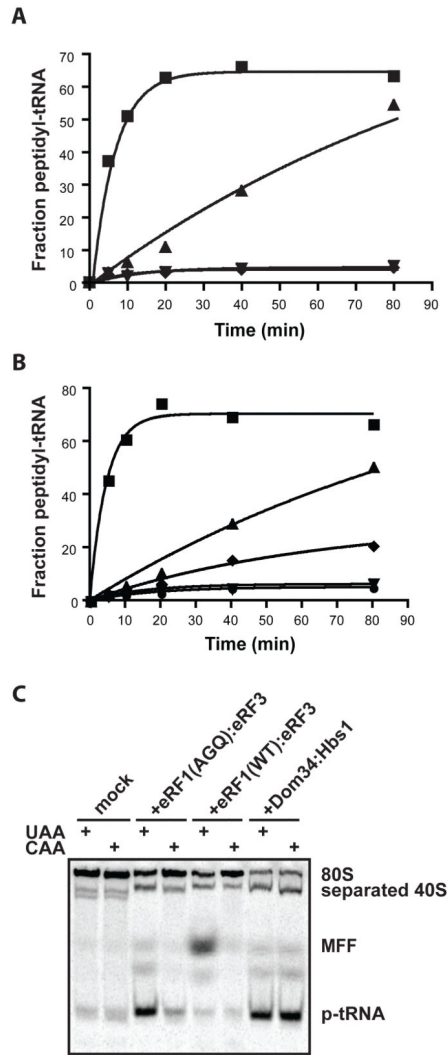 A
Fraction peptidyl-tRNA
70
60
50
40
30
20
10
0
0 10 20 30 40 50 60 70 80 90
Time (min)
B
Fraction peptidyl-tRNA
80
60
40
20
0
0 10 20 30 40 50 60 70 80 90
Time (min)
C
mock
+eRF1(AGQ):eRF3
+eRF1(WT):eRF3
+Dom34:Hbs1
UAA + + + +
CAA + + + +
80S
separated 40S
MFF
p-tRNA